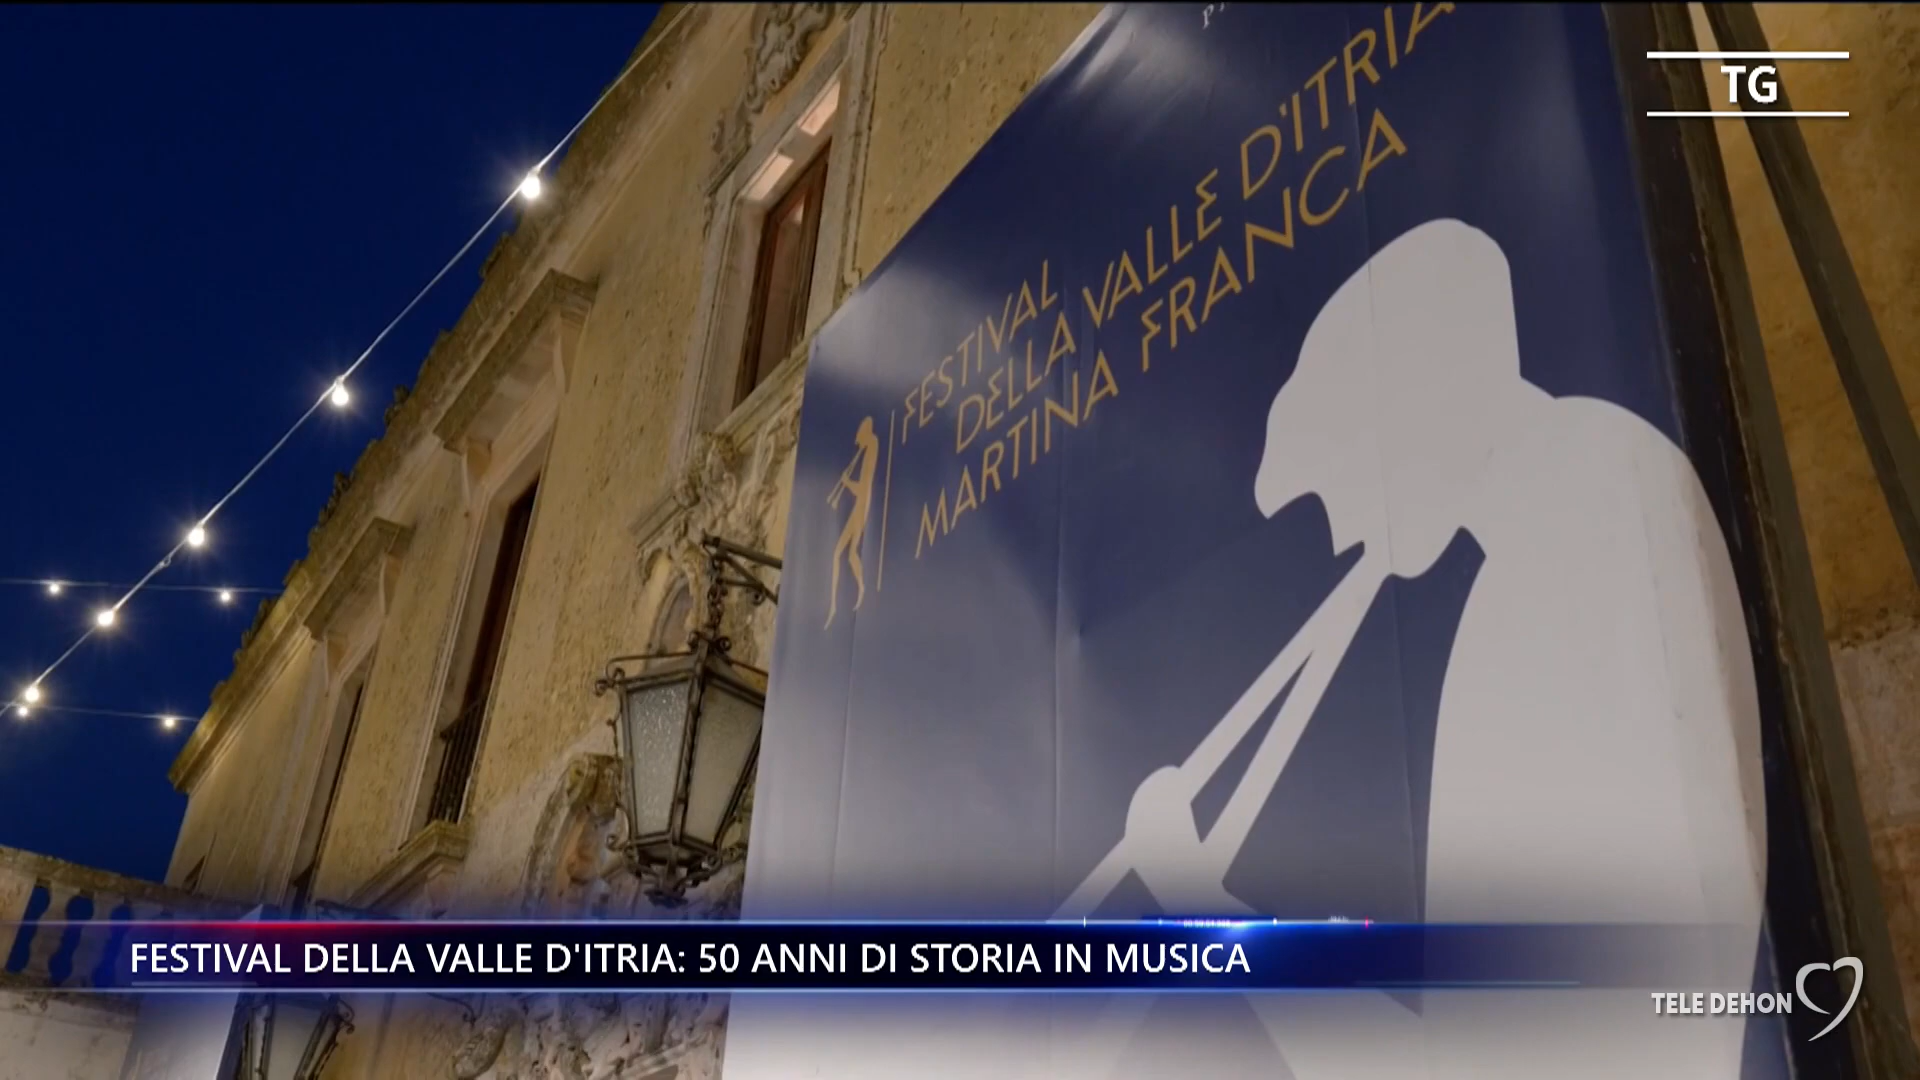 TG
FESTIVAL
DELLA VALLE D'ITRIA
MARTINA FRANCA
FESTIVAL DELLA VALLE D'ITRIA: 50 ANNI DI STORIA IN MUSICA
TELE DEHON